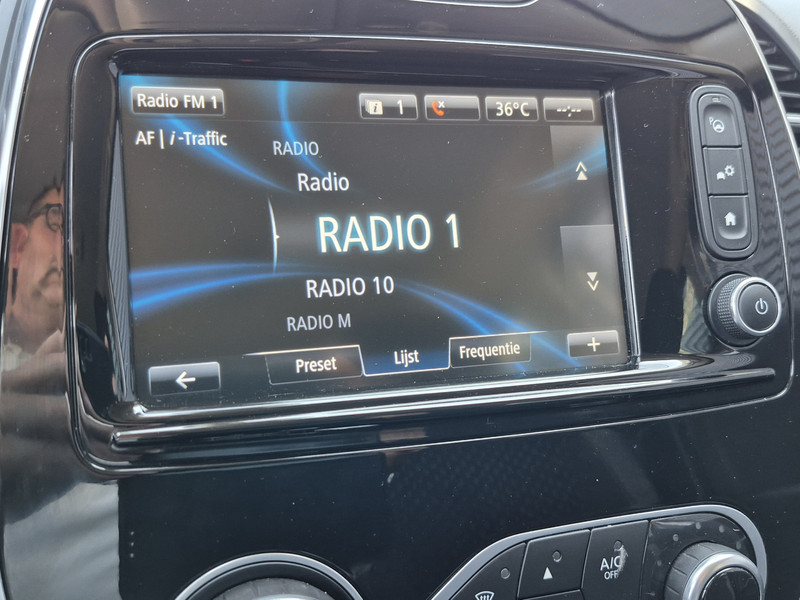 Radio FM 1
i 1
36°C
--:--
AF | i -Traffic
RADIO
Radio
RADIO 1
RADIO 10
RADIO M
Preset
Lijst
Frequentie
+
P
A/C
OFF